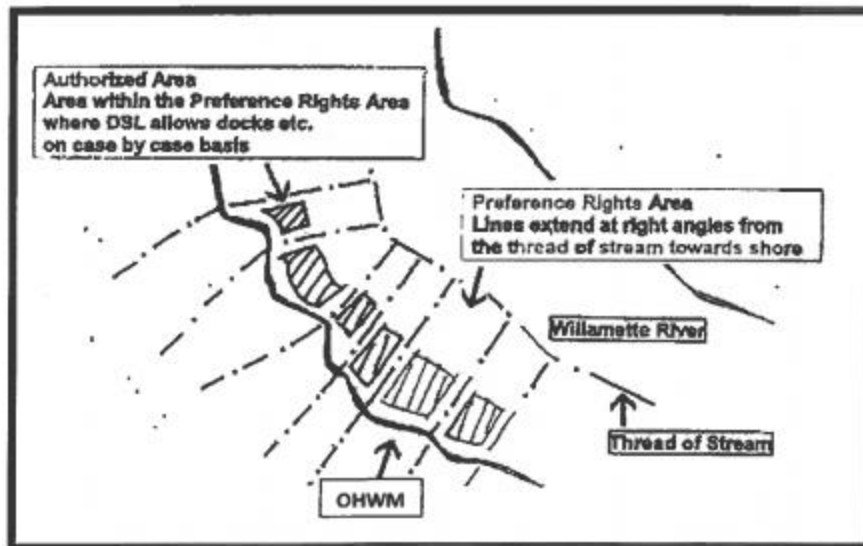 Authorized Area
Area within the Preference Rights Area
where DSL allows docks etc.
on case by case basis
Preference Rights Area
Lines extend at right angles from
the thread of stream towards shore
Willamette River
Thread of Stream
OHWM